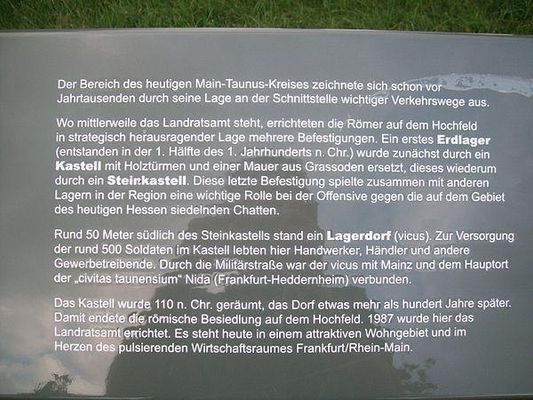 Der Bereich des heutigen Main-Taunus-Kreises zeichnete sich schon vor
Jahrtausenden durch seine Lage an der Schnittstelle wichtiger Verkehrswege aus.
Wo mittlerweile das Landratsamt steht, errichteten die Römer auf dem Hochfeld
in strategisch herausragender Lage mehrere Befestigungen. Ein erstes Erdlager
(entstanden in der 1. Hälfte des 1. Jahrhunderts n. Chr.) wurde zunächst durch ein
Kastell mit Holztürmen und einer Mauer aus Grassoden ersetzt, dieses wiederum
durch ein Steinkastell. Diese letzte Befestigung spielte zusammen mit anderen
Lagern in der Region eine wichtige Rolle bei der Offensive gegen die auf dem Gebiet
des heutigen Hessen siedelnden Chatten.
Rund 50 Meter südlich des Steinkastells stand ein Lagerdorf (vicus). Zur Versorgung
der rund 500 Soldaten im Kastell lebten hier Handwerker, Händler und andere
Gewerbetreibende. Durch die Militärstraße war der vicus mit Mainz und dem Hauptort
der „civitas taunensium“ Nida (Frankfurt-Heddernheim) verbunden.
Das Kastell wurde 110 n. Chr. geräumt, das Dorf etwas mehr als hundert Jahre später.
Damit endete die römische Besiedlung auf dem Hochfeld. 1987 wurde hier das
Landratsamt errichtet. Es steht heute in einem attraktiven Wohngebiet und im
Herzen des pulsierenden Wirtschaftsraumes Frankfurt/Rhein-Main.